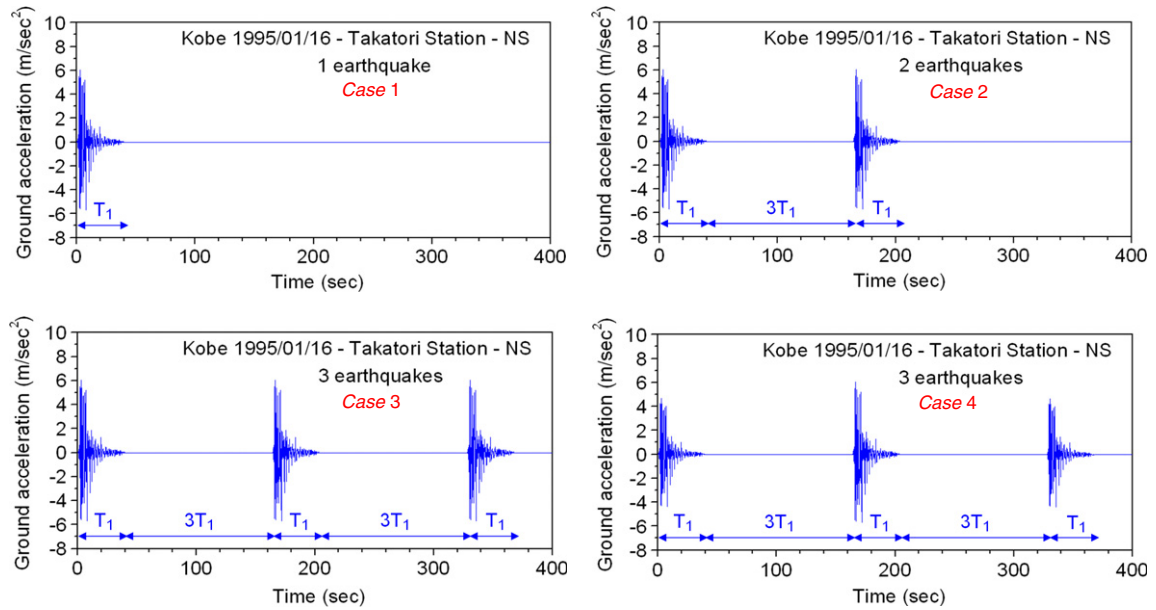 Ground acceleration (m/sec²)
10
8
6
4
2
0
-2
-4
-6
-8
Kobe 1995/01/16 - Takatori Station - NS
1 earthquake
Case 1
T₁
0 100 200 300 400
Time (sec)
Ground acceleration (m/sec²)
10
8
6
4
2
0
-2
-4
-6
-8
Kobe 1995/01/16 - Takatori Station - NS
2 earthquakes
Case 2
T₁ 3T₁ T₁
0 100 200 300 400
Time (sec)
Ground acceleration (m/sec²)
10
8
6
4
2
0
-2
-4
-6
-8
Kobe 1995/01/16 - Takatori Station - NS
3 earthquakes
Case 3
T₁ 3T₁ T₁ 3T₁ T₁
0 100 200 300 400
Time (sec)
Ground acceleration (m/sec²)
10
8
6
4
2
0
-2
-4
-6
-8
Kobe 1995/01/16 - Takatori Station - NS
3 earthquakes
Case 4
T₁ 3T₁ T₁ 3T₁ T₁
0 100 200 300 400
Time (sec)